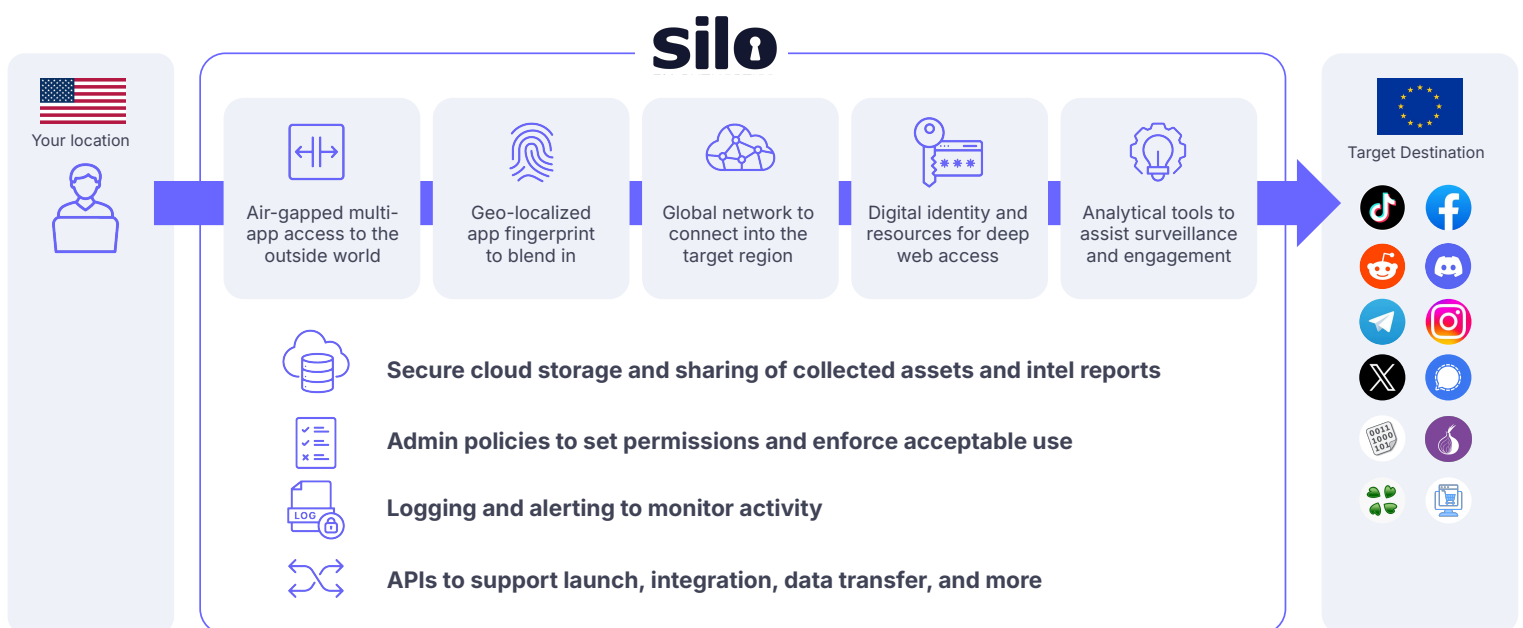 silo
Your location
Air-gapped multi-
app access to the
outside world
Geo-localized
app fingerprint
to blend in
Global network to
connect into the
target region
Digital identity and
resources for deep
web access
Analytical tools to
assist surveillance
and engagement
Target Destination
Secure cloud storage and sharing of collected assets and intel reports
Admin policies to set permissions and enforce acceptable use
LOG
Logging and alerting to monitor activity
APIs to support launch, integration, data transfer, and more
0011
1000
101